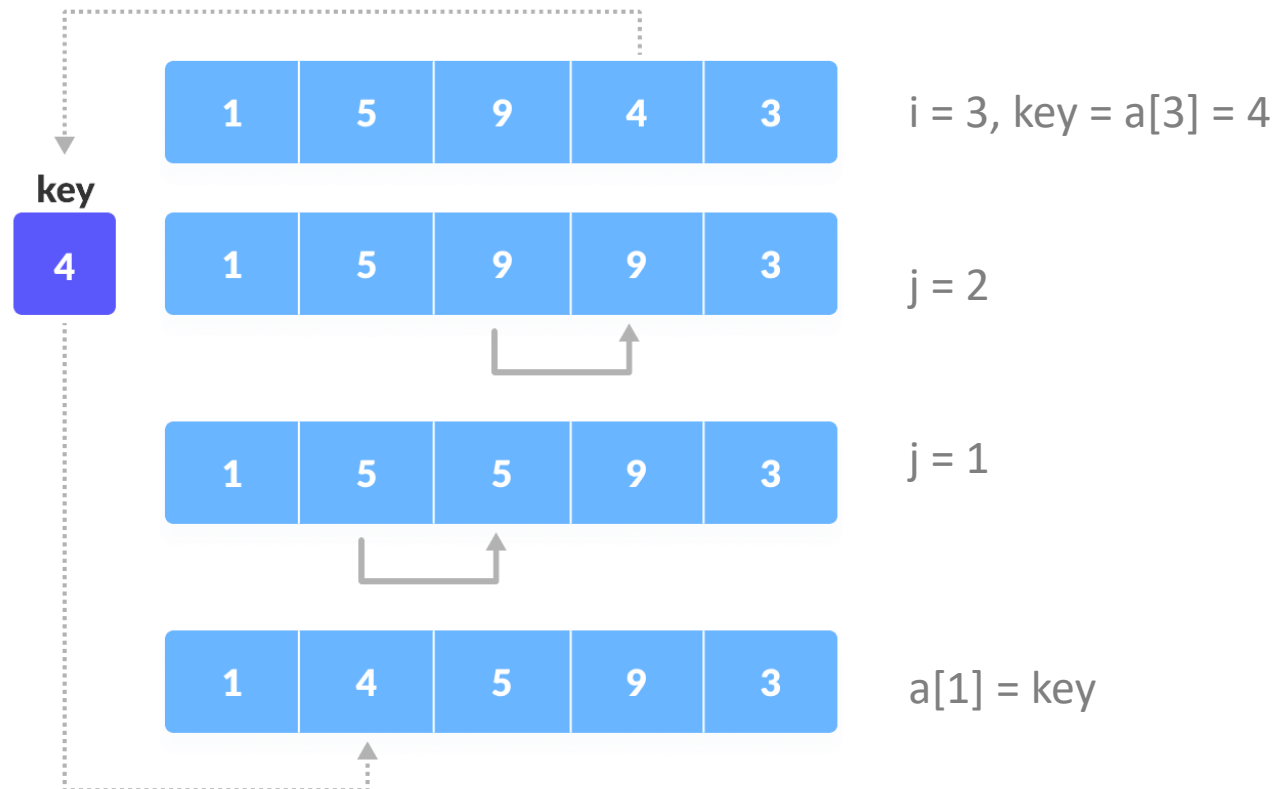 1 5 9 4 3 i = 3, key = a[3] = 4
key
4 1 5 9 9 3 j = 2
1 5 5 9 3 j = 1
1 4 5 9 3 a[1] = key